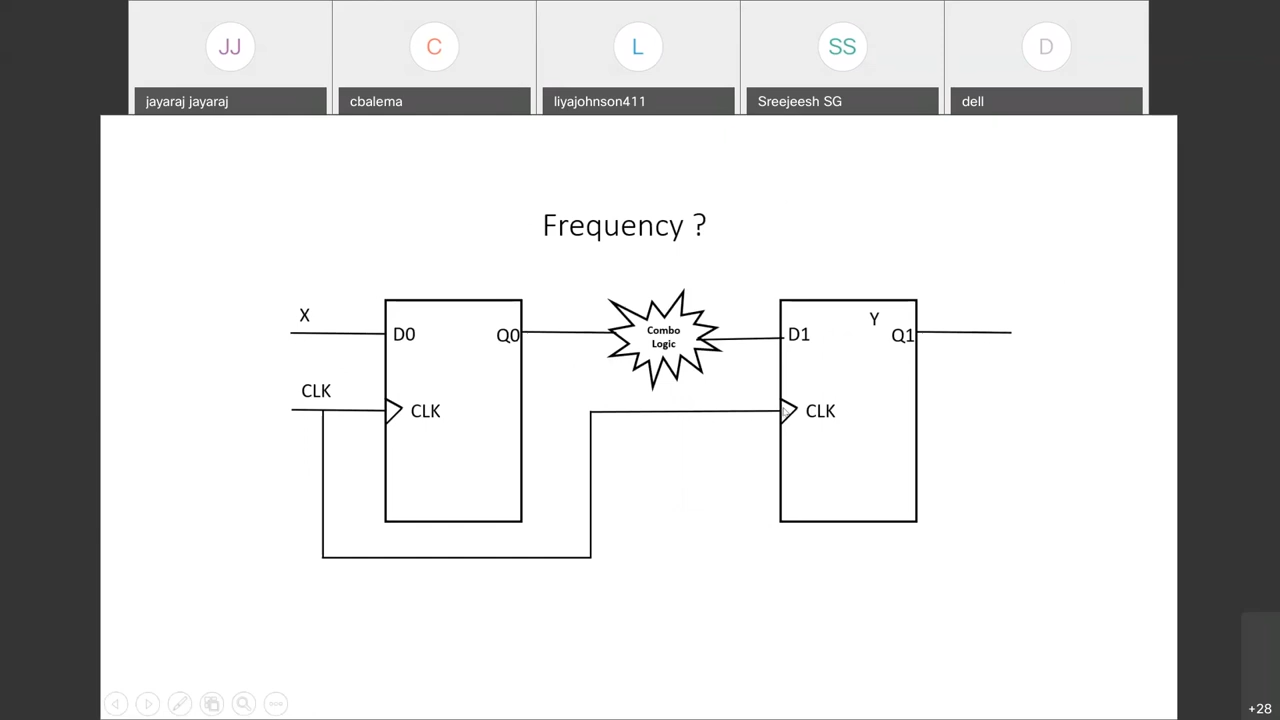 JJ
C
L
SS
D
jayaraj jayaraj
cbalema
liyajohnson411
Sreejeesh SG
dell
Frequency ?
X
D0
Q0
Combo
Logic
D1
Y
Q1
CLK
CLK
CLK
+28